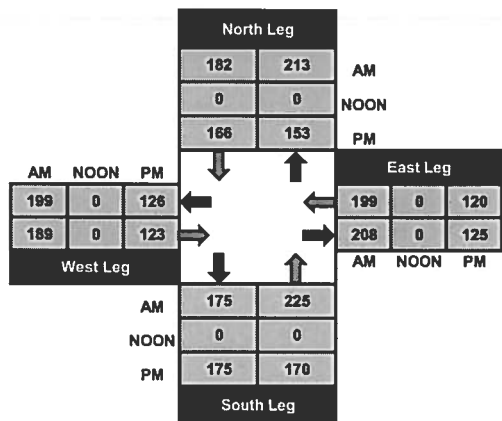 North Leg
182 213 AM
0 0 NOON
166 153 PM
AM NOON PM
East Leg
199 0 126
199 0 120
189 0 123
208 0 125
West Leg
AM NOON PM
AM 175 225
NOON 0 0
PM 175 170
South Leg